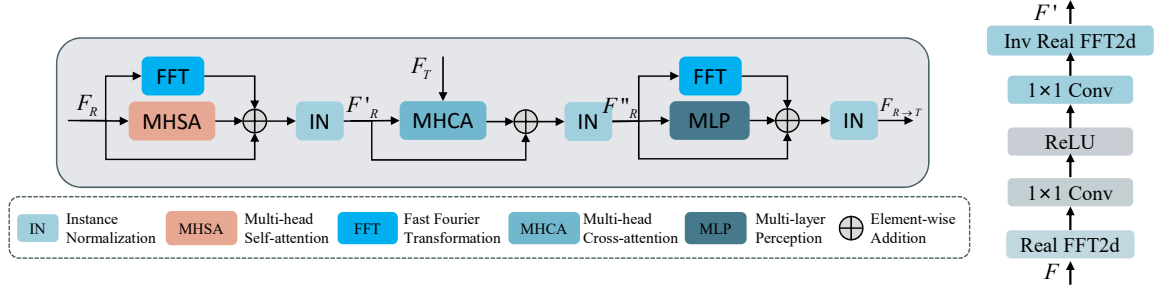 F_R
FFT
MHSA
IN
F'_R
F_T
MHCA
IN
F''_R
FFT
MLP
IN
F_{R→T}
IN
Instance
Normalization
MHSA
Multi-head
Self-attention
FFT
Fast Fourier
Transformation
MHCA
Multi-head
Cross-attention
MLP
Multi-layer
Perception
Element-wise
Addition
F'
Inv Real FFT2d
1×1 Conv
ReLU
1×1 Conv
Real FFT2d
F